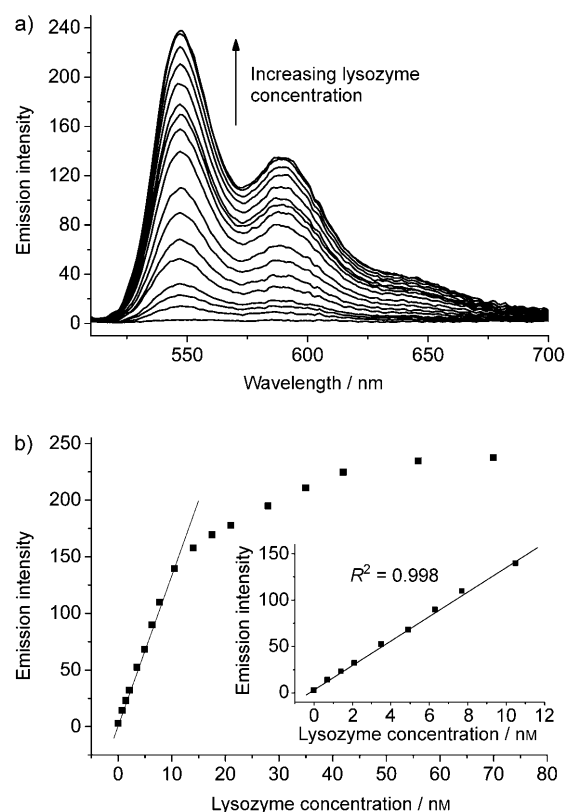 a)
240
200
160
120
80
40
0
Emission intensity
Increasing lysozyme
concentration
550
600
650
700
Wavelength / nm
b)
250
200
150
100
50
0
Emission intensity
150
100
50
0
Emission intensity
R² = 0.998
0 2 4 6 8 10 12
Lysozyme concentration / nM
0 10 20 30 40 50 60 70 80
Lysozyme concentration / nM